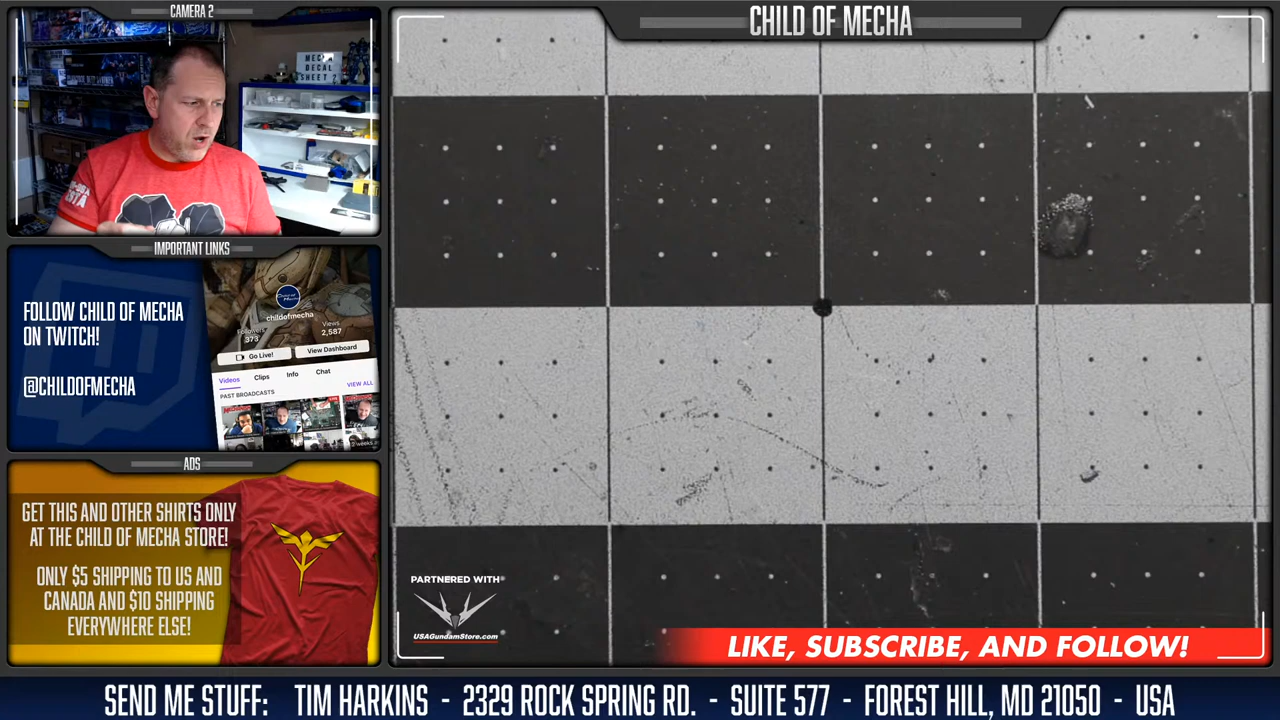 CAMERA 2
CHILD OF MECHA
MECHA
DECAL
SHEET ?
IMPORTANT LINKS
FOLLOW CHILD OF MECHA
ON TWITCH!
@CHILDOFMECHA
childofmecha
Followers
373
Views
2,587
Go Live!
View Dashboard
Videos
Clips
Info
Chat
PAST BROADCASTS
VIEW ALL
ADS
GET THIS AND OTHER SHIRTS ONLY
AT THE CHILD OF MECHA STORE!
ONLY $5 SHIPPING TO US AND
CANADA AND $10 SHIPPING
EVERYWHERE ELSE!
PARTNERED WITH
USAGundamStore.com
LIKE, SUBSCRIBE, AND FOLLOW!
SEND ME STUFF: TIM HARKINS - 2329 ROCK SPRING RD. - SUITE 577 - FOREST HILL, MD 21050 - USA